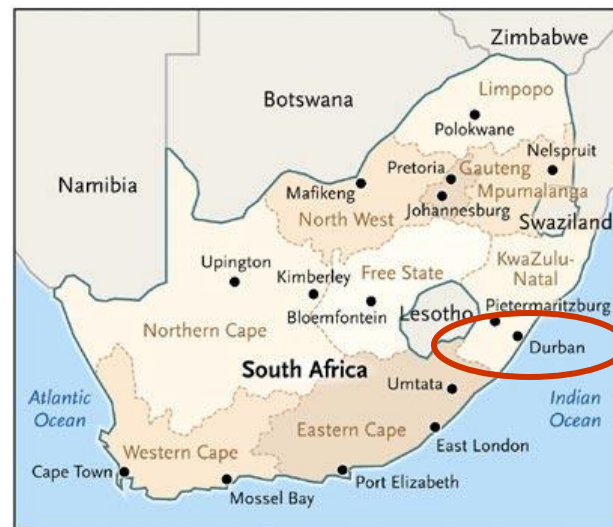 Zimbabwe
Botswana
Limpopo
Polokwane
Namibia
Pretoria
Gauteng
Nelspruit
Mafikeng
Mpumalanga
Johannesburg
North West
Swaziland
Upington
Kimberley
Free State
KwaZulu-
Natal
Bloemfontein
Lesotho
Pietermaritzburg
Northern Cape
Durban
South Africa
Umtata
Atlantic
Ocean
Indian
Ocean
Eastern Cape
Western Cape
East London
Cape Town
Port Elizabeth
Mossel Bay